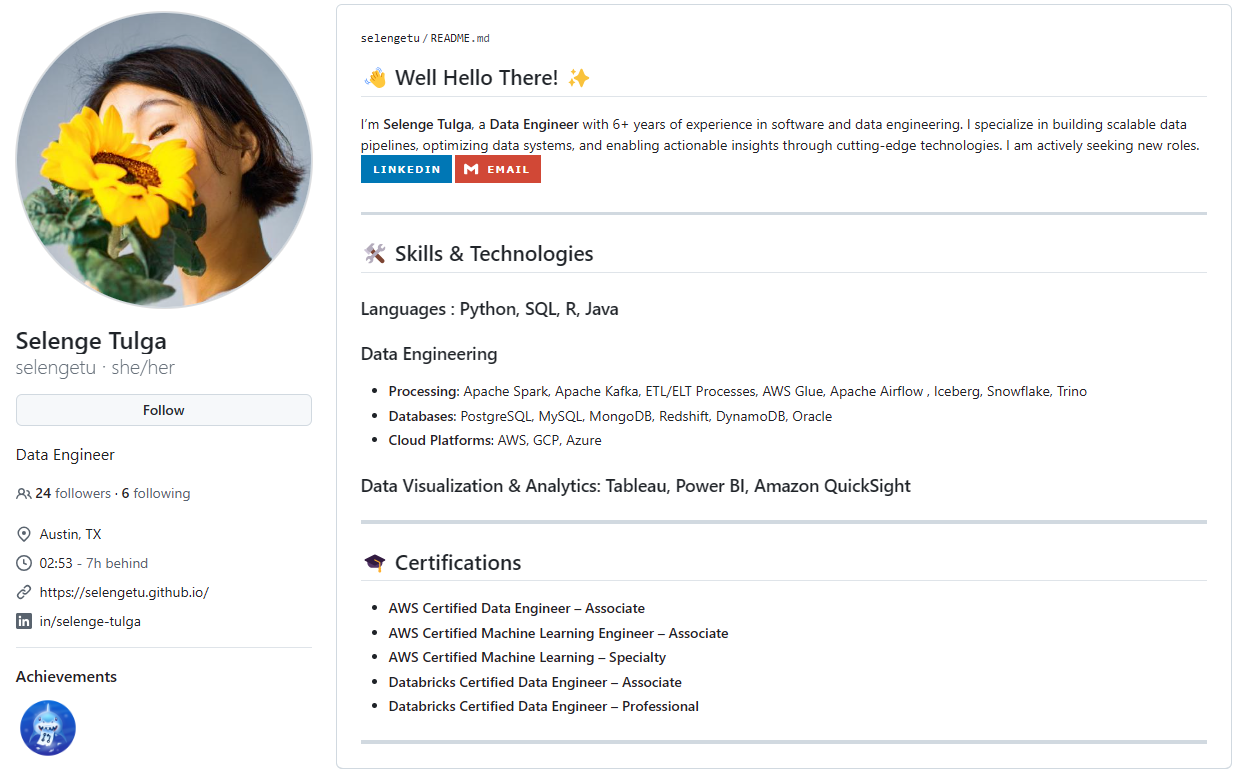 selengetu / README.md
👋 Well Hello There! ✨
I'm Selenge Tulga, a Data Engineer with 6+ years of experience in software and data engineering. I specialize in building scalable data
pipelines, optimizing data systems, and enabling actionable insights through cutting-edge technologies. I am actively seeking new roles.
LINKEDIN EMAIL
🛠️ Skills & Technologies
Languages : Python, SQL, R, Java
Data Engineering
• Processing: Apache Spark, Apache Kafka, ETL/ELT Processes, AWS Glue, Apache Airflow , Iceberg, Snowflake, Trino
• Databases: PostgreSQL, MySQL, MongoDB, Redshift, DynamoDB, Oracle
• Cloud Platforms: AWS, GCP, Azure
Data Visualization & Analytics: Tableau, Power BI, Amazon QuickSight
🎓 Certifications
• AWS Certified Data Engineer – Associate
• AWS Certified Machine Learning Engineer – Associate
• AWS Certified Machine Learning – Specialty
• Databricks Certified Data Engineer – Associate
• Databricks Certified Data Engineer – Professional
Selenge Tulga
selengetu · she/her
Follow
Data Engineer
24 followers · 6 following
Austin, TX
02:53 - 7h behind
https://selengetu.github.io/
in/selenge-tulga
Achievements